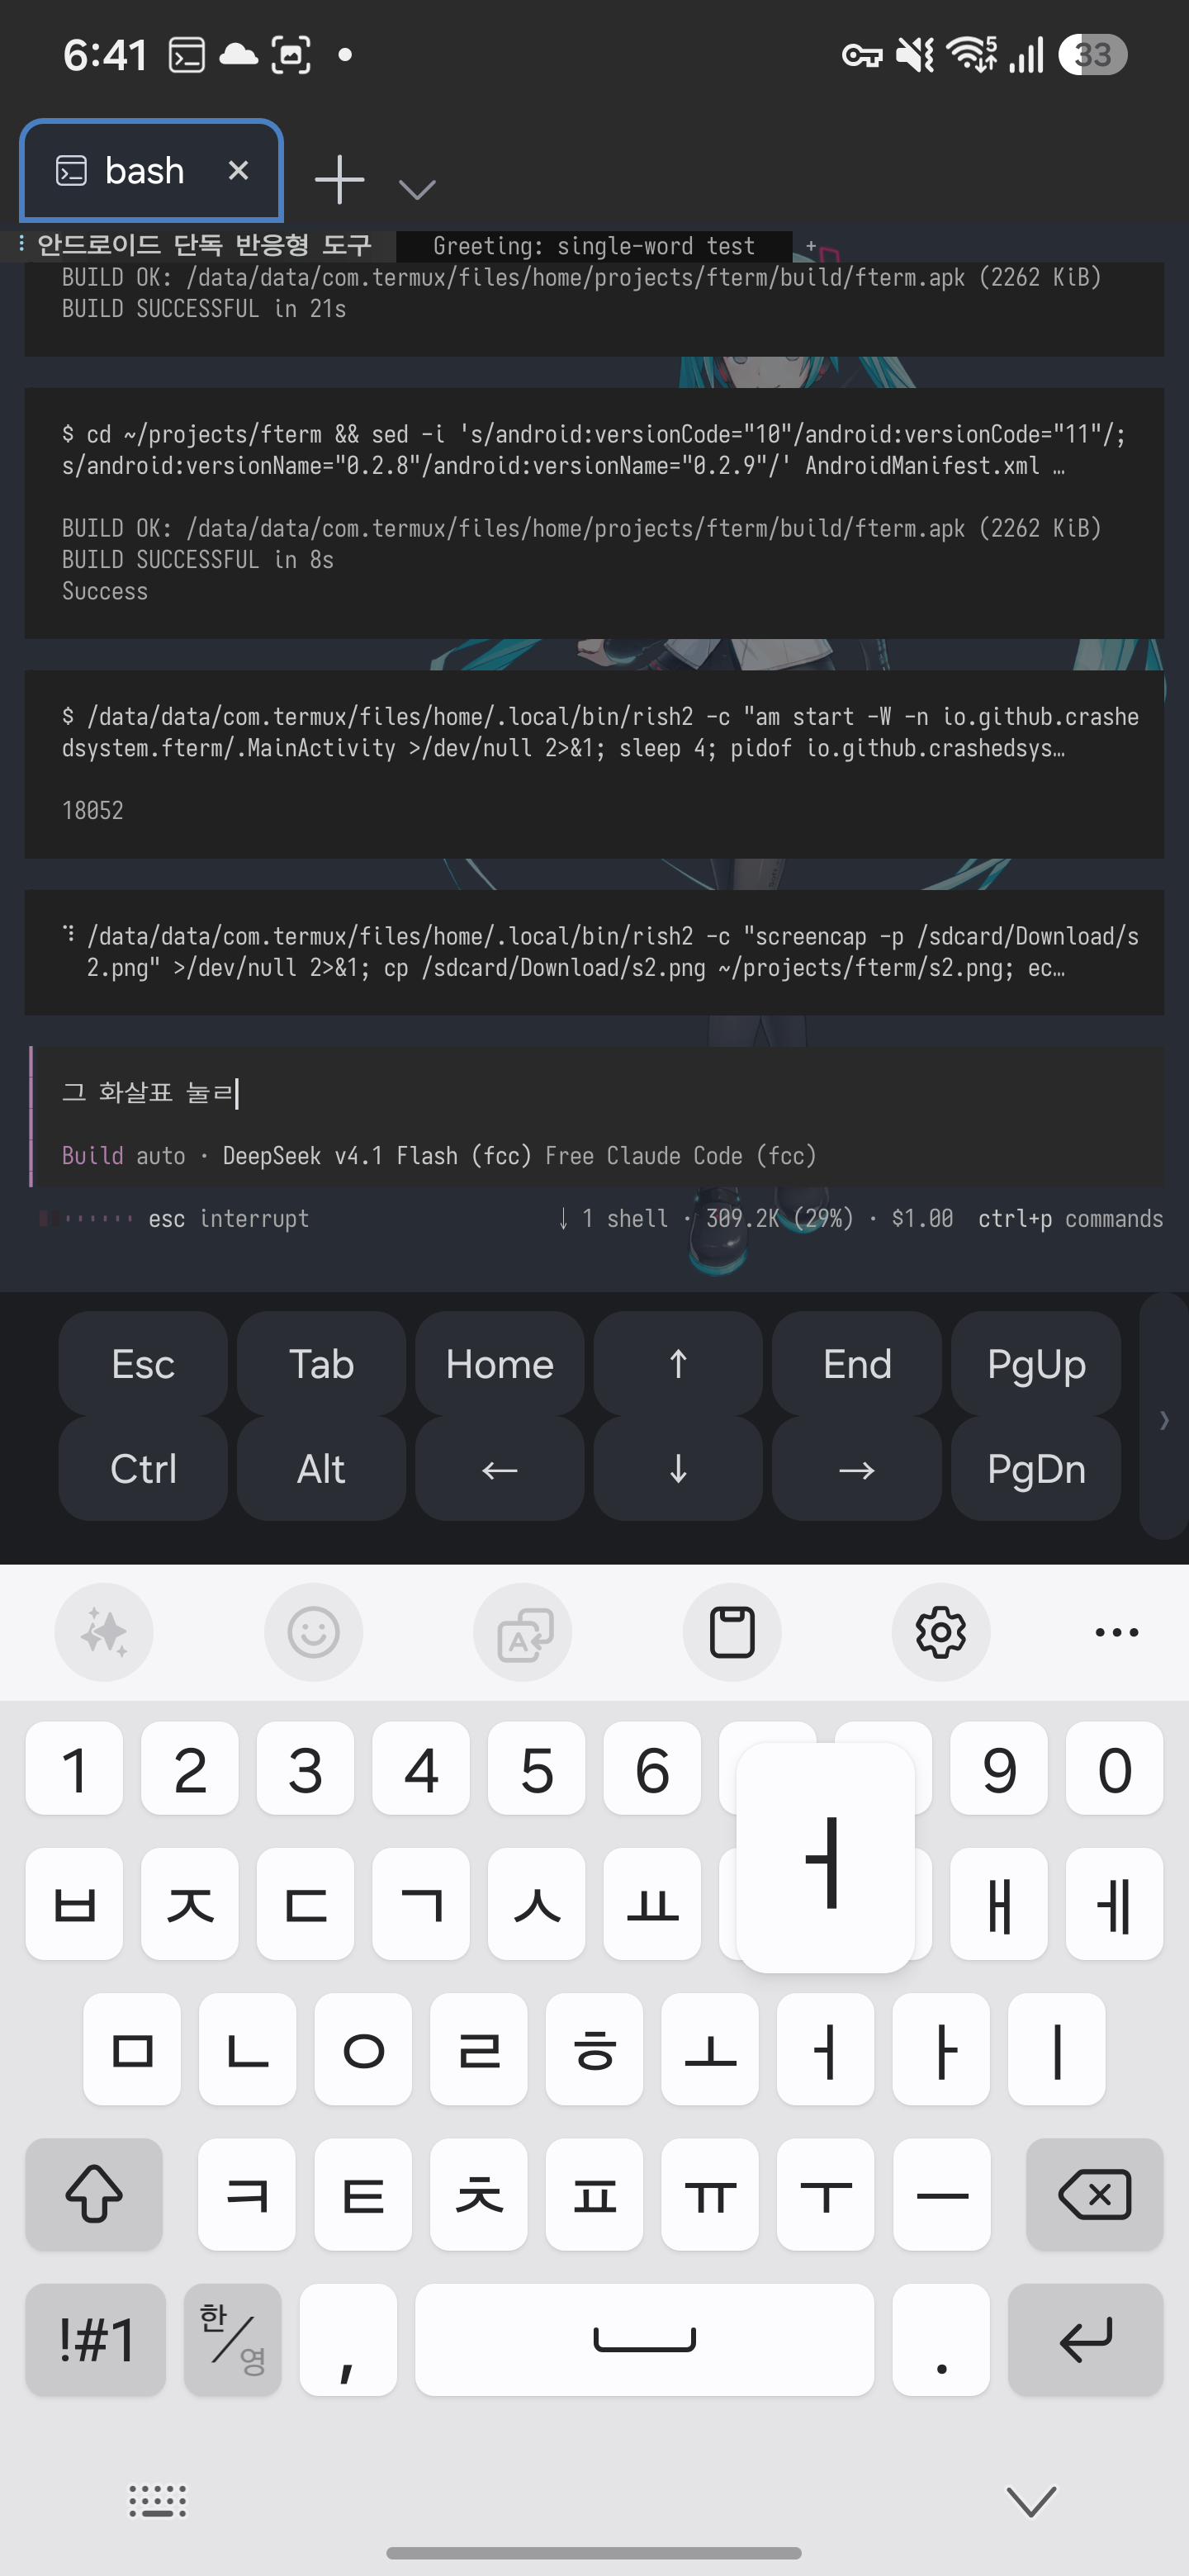 6:41
5
33
bash
안드로이드 단독 반응형 도구 Greeting: single-word test +
BUILD OK: /data/data/com.termux/files/home/projects/fterm/build/fterm.apk (2262 KiB)
BUILD SUCCESSFUL in 21s
$ cd ~/projects/fterm && sed -i 's/android:versionCode="10"/android:versionCode="11"/;
s/android:versionName="0.2.8"/android:versionName="0.2.9"/' AndroidManifest.xml …
BUILD OK: /data/data/com.termux/files/home/projects/fterm/build/fterm.apk (2262 KiB)
BUILD SUCCESSFUL in 8s
Success
$ /data/data/com.termux/files/home/.local/bin/rish2 -c "am start -W -n io.github.crashe
dsystem.fterm/.MainActivity >/dev/null 2>&1; sleep 4; pidof io.github.crashedsys…
18052
/data/data/com.termux/files/home/.local/bin/rish2 -c "screencap -p /sdcard/Download/s
2.png" >/dev/null 2>&1; cp /sdcard/Download/s2.png ~/projects/fterm/s2.png; ec…
그 화살표 눌ㄹ
Build auto · DeepSeek v4.1 Flash (fcc) Free Claude Code (fcc)
esc interrupt ↓ 1 shell · 309.2K (29%) · $1.00 ctrl+p commands
Esc Tab Home ↑ End PgUp
Ctrl Alt ← ↓ → PgDn
1 2 3 4 5 6 9 0
ㅓ
ㅂ ㅈ ㄷ ㄱ ㅅ ㅛ ㅐ ㅔ
ㅁ ㄴ ㅇ ㄹ ㅎ ㅗ ㅓ ㅏ ㅣ
ㅋ ㅌ ㅊ ㅍ ㅠ ㅜ ㅡ
!#1 한/영 , .